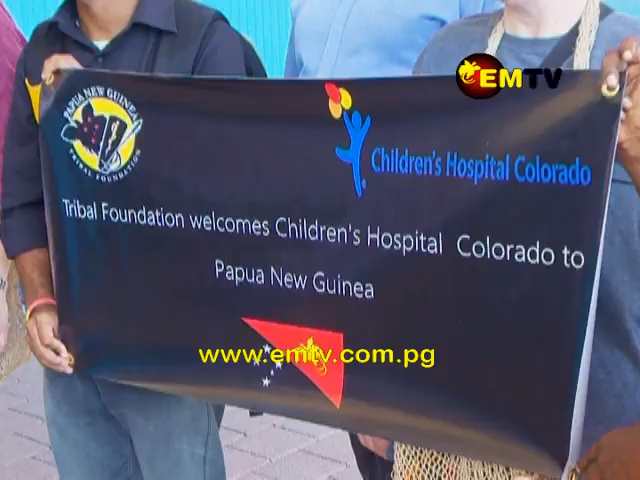 EMTV
PAPUA NEW GUINEA
TRIBAL FOUNDATION
Children's Hospital Colorado
Tribal Foundation welcomes Children's Hospital Colorado to
Papua New Guinea
www.emtv.com.pg